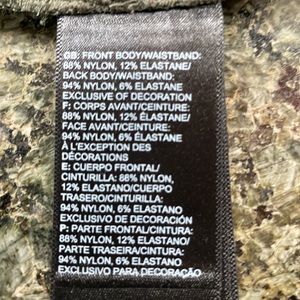 GB: FRONT BODY/WAISTBAND:
88% NYLON, 12% ELASTANE/
BACK BODY/WAISTBAND:
94% NYLON, 6% ELASTANE
EXCLUSIVE OF DECORATION
F: CORPS AVANT/CEINTURE:
88% NYLON, 12% ÉLASTANE/
FACE AVANT/CEINTURE:
94% NYLON, 6% ÉLASTANE
À L'EXCEPTION DES
DÉCORATIONS
E: CUERPO FRONTAL/
CINTURILLA: 88% NYLON,
12% ELASTANO/CUERPO
TRASERO/CINTURILLA:
94% NYLON, 6% ELASTANO
EXCLUSIVO DE DECORACIÓN
P: PARTE FRONTAL/CINTURA:
88% NYLON, 12% ELASTANO/
PARTE TRASEIRA/CINTURA:
94% NYLON, 6% ELASTANO
EXCLUSIVO PARA DECORAÇÃO